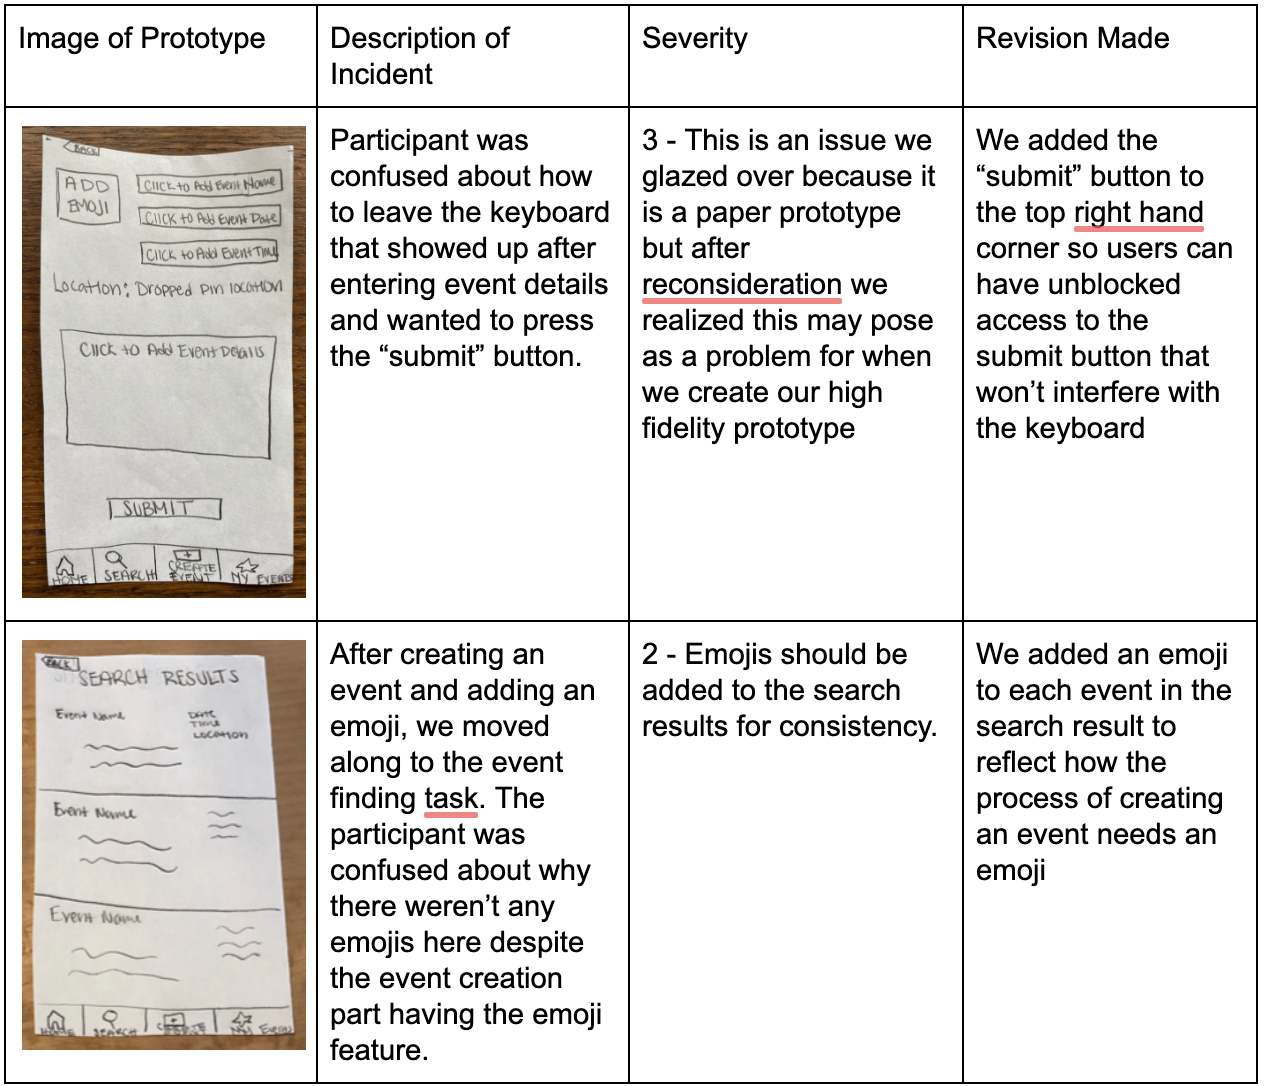 Image of Prototype
Description of
Incident
Severity
Revision Made
BACK
ADD
EMOJI
Click to Add Event Name
Click to Add Event Date
Click to Add Event Time
Location: Dropped pin location
Click to Add Event Details
SUBMIT
HOME
SEARCH
CREATE
EVENT
MY EVENTS
Participant was
confused about how
to leave the keyboard
that showed up after
entering event details
and wanted to press
the “submit” button.
3 - This is an issue we
glazed over because it
is a paper prototype
but after
reconsideration we
realized this may pose
as a problem for when
we create our high
fidelity prototype
We added the
“submit” button to
the top right hand
corner so users can
have unblocked
access to the
submit button that
won’t interfere with
the keyboard
BACK
SEARCH RESULTS
Event Name
DATE
TIME
LOCATION
Event Name
Event Name
HOME
SEARCH
CREATE
My Events
After creating an
event and adding an
emoji, we moved
along to the event
finding task. The
participant was
confused about why
there weren’t any
emojis here despite
the event creation
part having the emoji
feature.
2 - Emojis should be
added to the search
results for consistency.
We added an emoji
to each event in the
search result to
reflect how the
process of creating
an event needs an
emoji